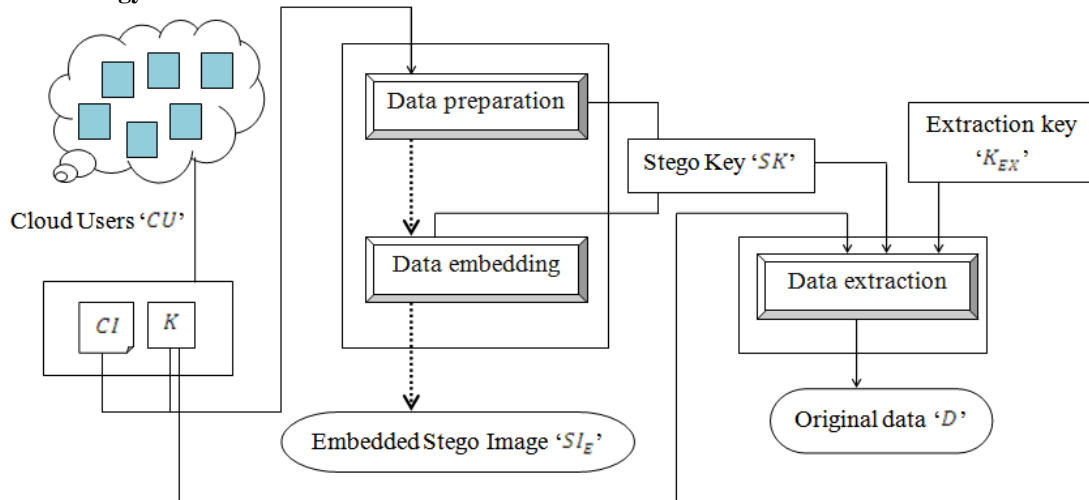 Data preparation
Extraction key
‘K_EX’
Stego Key ‘SK’
Cloud Users ‘CU’
Data embedding
Data extraction
CI
K
Original data ‘D’
Embedded Stego Image ‘SI_E’